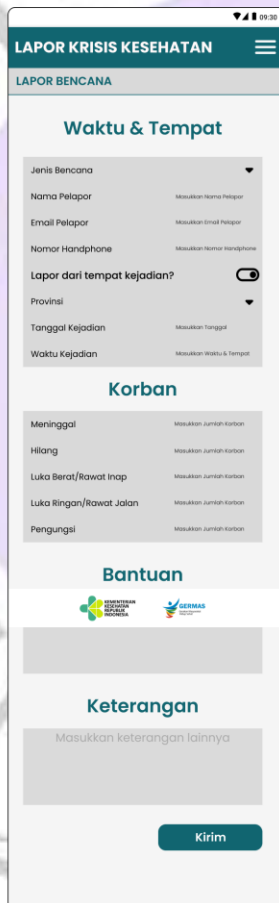 09:30
LAPOR KRISIS KESEHATAN
LAPOR BENCANA
Waktu & Tempat
Jenis Bencana
Nama Pelapor Masukkan Nama Pelapor
Email Pelapor Masukkan Email Pelapor
Nomor Handphone Masukkan Nomor Handphone
Lapor dari tempat kejadian?
Provinsi
Tanggal Kejadian Masukkan Tanggal
Waktu Kejadian Masukkan Waktu & Tempat
Korban
Meninggal Masukkan Jumlah Korban
Hilang Masukkan Jumlah Korban
Luka Berat/Rawat Inap Masukkan Jumlah Korban
Luka Ringan/Rawat Jalan Masukkan Jumlah Korban
Pengungsi Masukkan Jumlah Korban
Bantuan
KEMENTERIAN
KESEHATAN
REPUBLIK
INDONESIA
GERMAS
Keterangan
Masukkan keterangan lainnya
Kirim